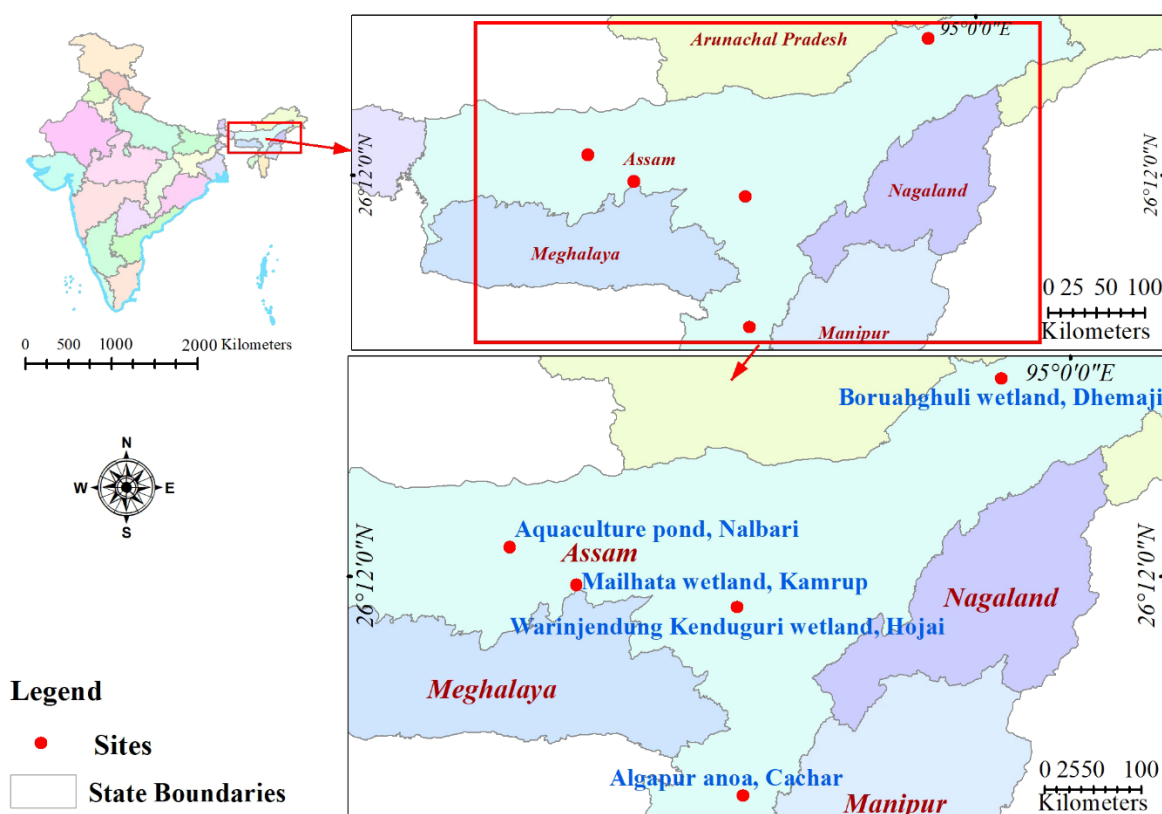 Arunachal Pradesh
95°0'0"E
26°12'0"N
Assam
Nagaland
Meghalaya
Manipur
26°12'0"N
0 25 50 100
Kilometers
0 500 1000 2000 Kilometers
N
W E
S
95°0'0"E
Boruahghuli wetland, Dhemaji
26°12'0"N
Aquaculture pond, Nalbari
Assam
Mailhata wetland, Kamrup
Nagaland
Warinjendung Kenduguri wetland, Hojai
Meghalaya
Algapur anoa, Cachar
Manipur
26°12'0"N
0 2550 100
Kilometers
Legend
Sites
State Boundaries